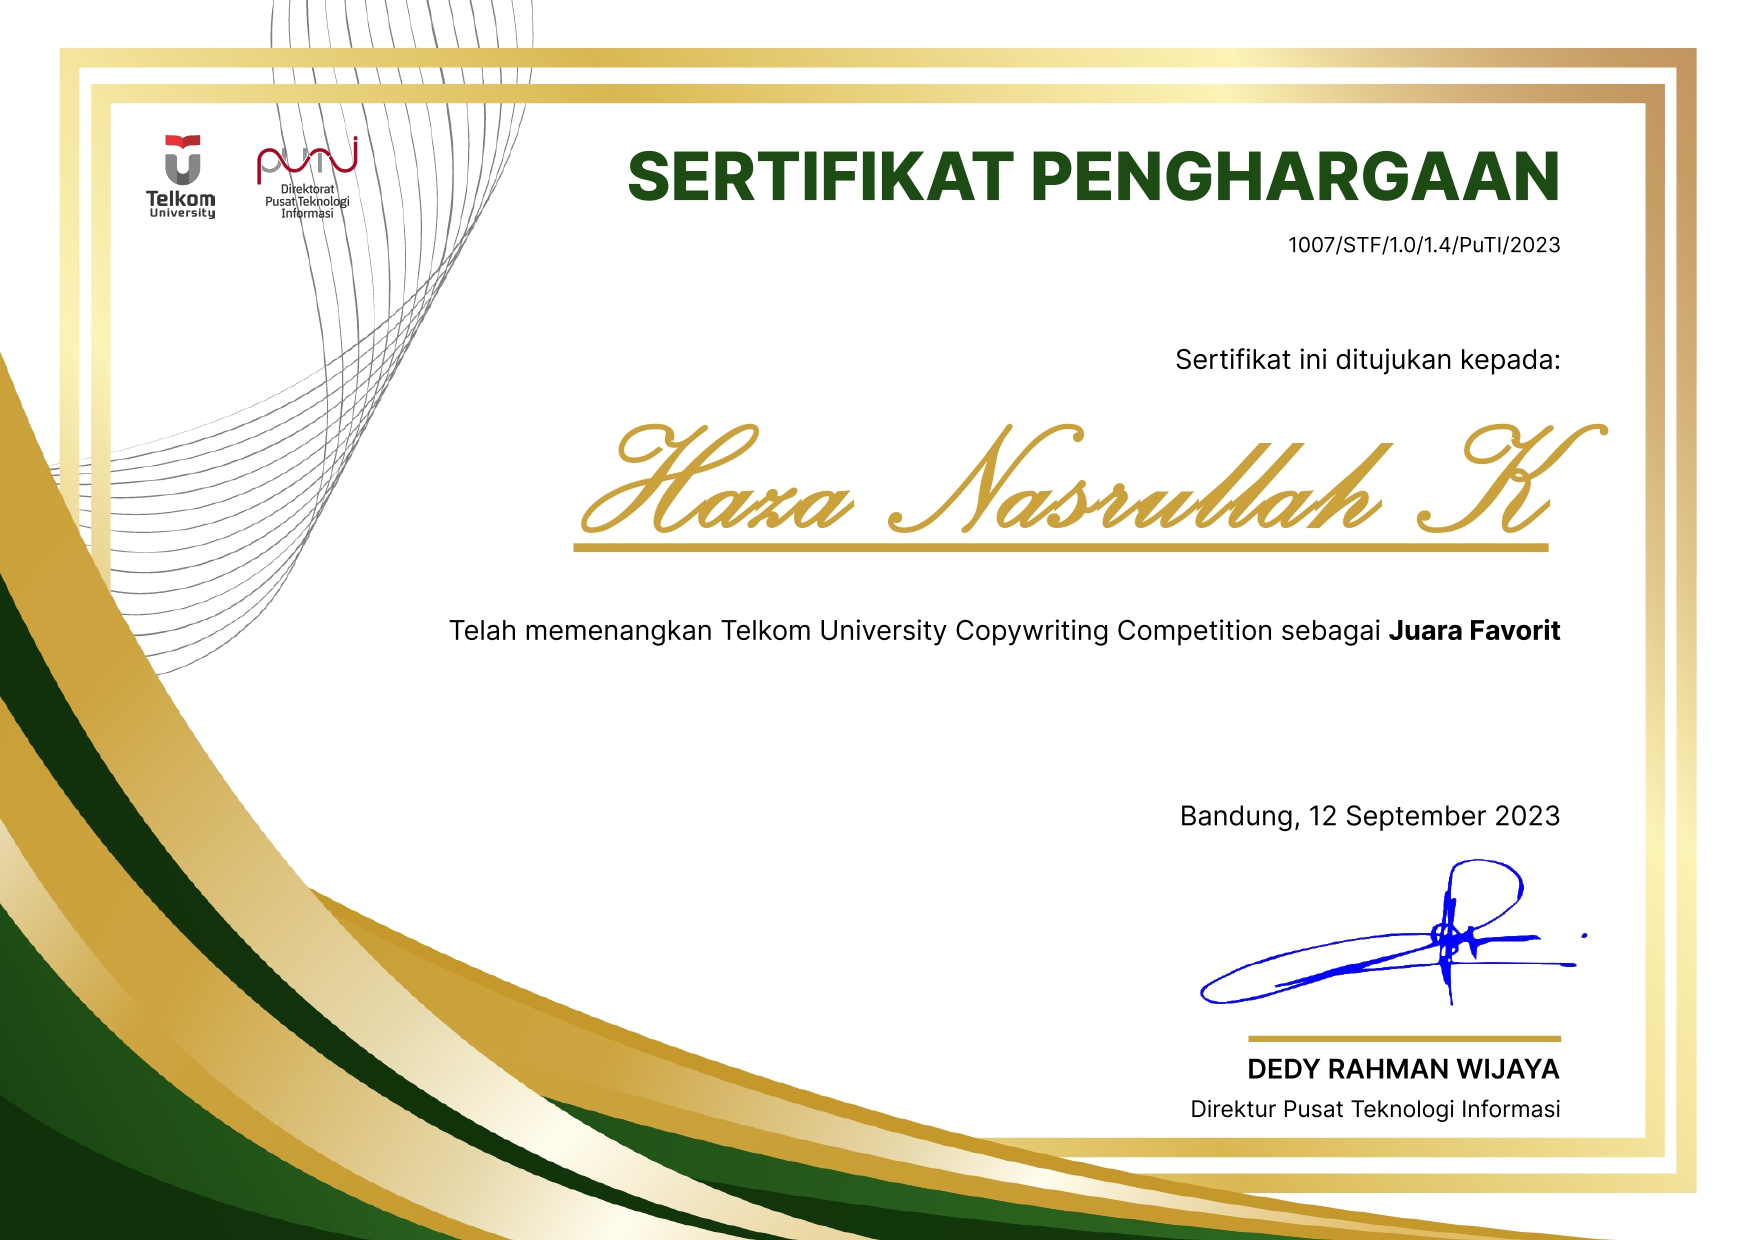 Telkom
University
PUTI
Direktorat
Pusat Teknologi
Informasi
SERTIFIKAT PENGHARGAAN
1007/STF/1.0/1.4/PuTI/2023
Sertifikat ini ditujukan kepada:
Haza Nasrullah K
Telah memenangkan Telkom University Copywriting Competition sebagai Juara Favorit
Bandung, 12 September 2023
DEDY RAHMAN WIJAYA
Direktur Pusat Teknologi Informasi